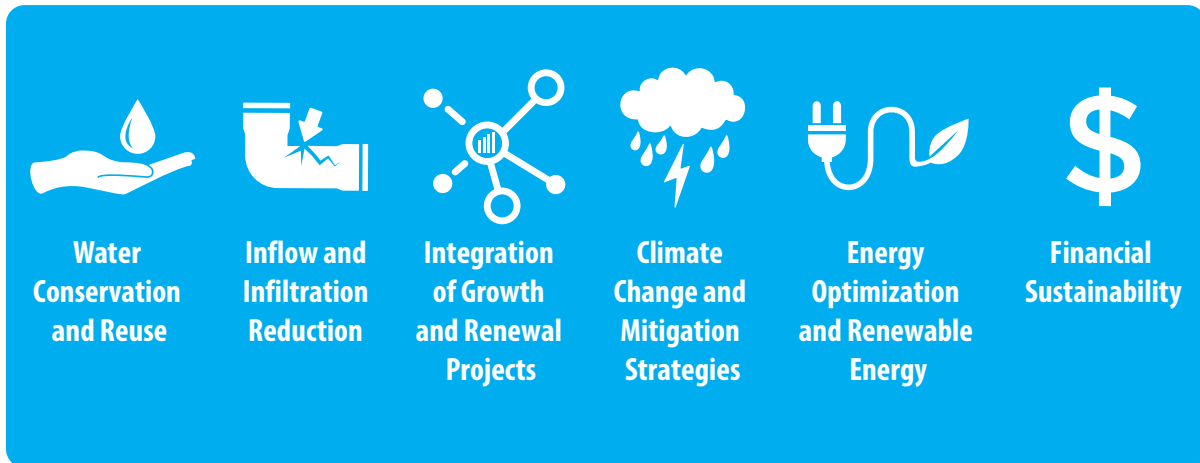 Water
Conservation
and Reuse
Inflow and
Infiltration
Reduction
Integration
of Growth
and Renewal
Projects
Climate
Change and
Mitigation
Strategies
Energy
Optimization
and Renewable
Energy
$
Financial
Sustainability